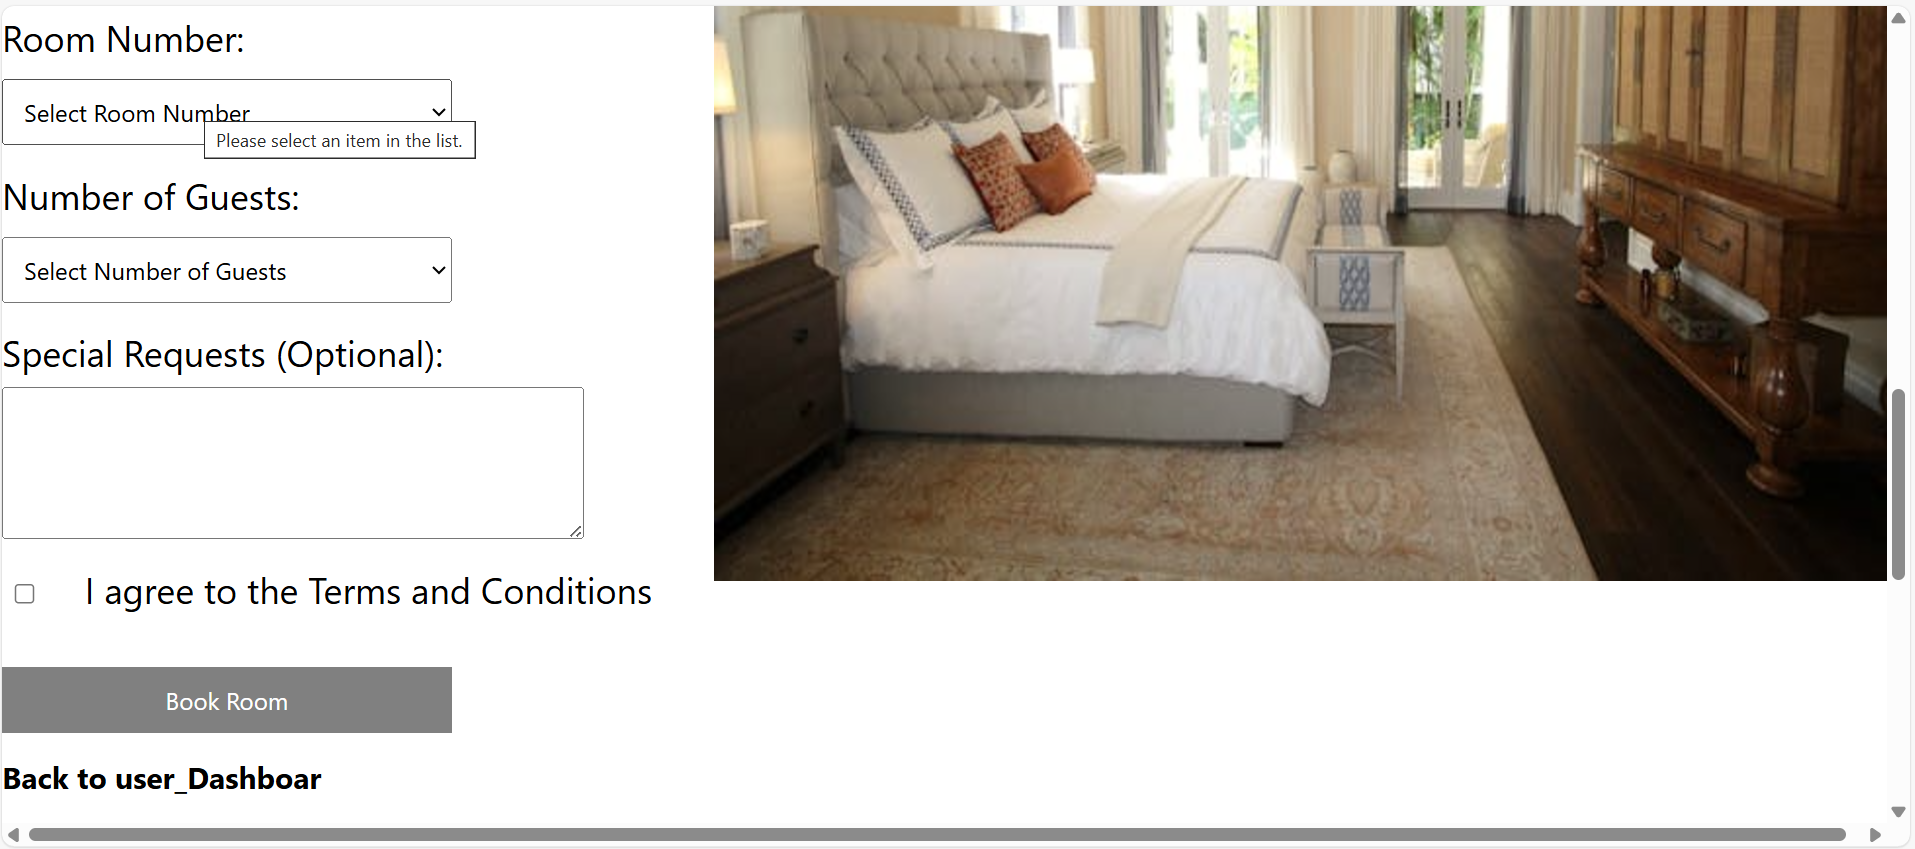 Room Number:
Select Room Number
Please select an item in the list.
Number of Guests:
Select Number of Guests
Special Requests (Optional):
I agree to the Terms and Conditions
Book Room
Back to user_Dashboar